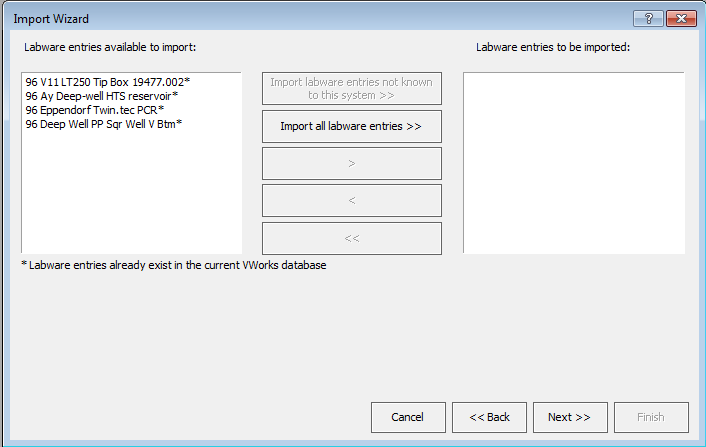 Import Wizard
?
Labware entries available to import:
Labware entries to be imported:
96 V11 LT250 Tip Box 19477.002*
96 Ay Deep-well HTS reservoir*
96 Eppendorf Twin.tec PCR*
96 Deep Well PP Sqr Well V Btm*
Import labware entries not known
to this system >>
Import all labware entries >>
>
<
<<
* Labware entries already exist in the current VWorks database
Cancel
<< Back
Next >>
Finish